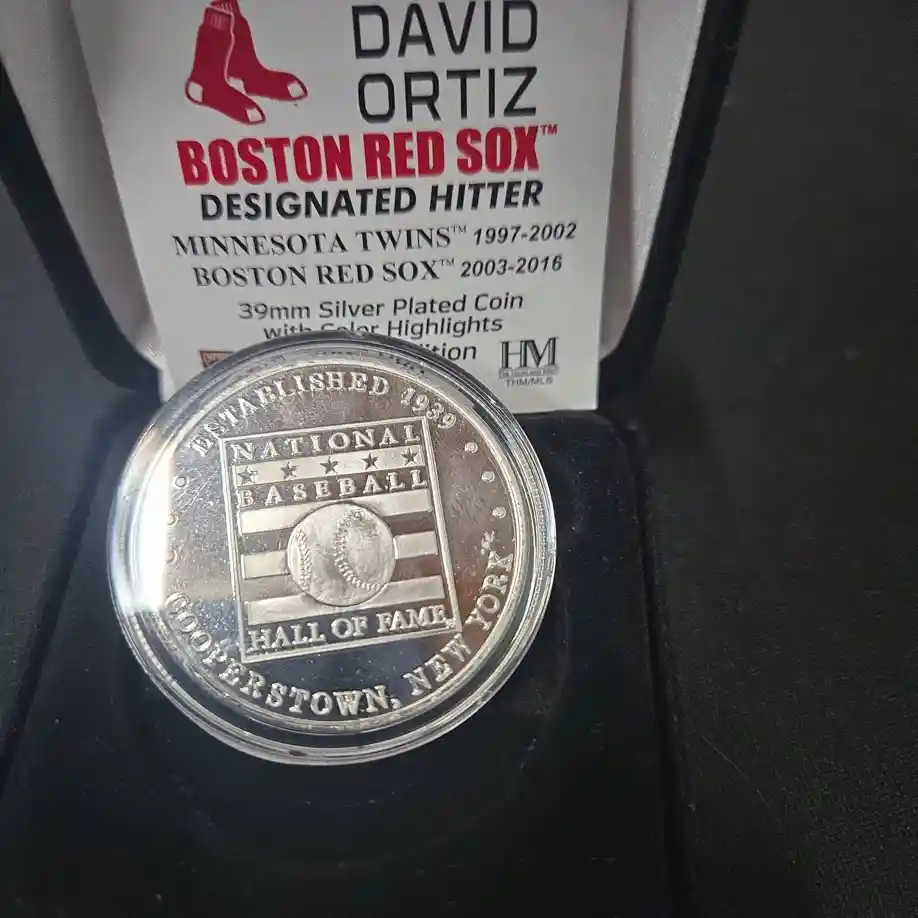 DAVID
ORTIZ
BOSTON RED SOX™
DESIGNATED HITTER
MINNESOTA TWINS™ 1997-2002
BOSTON RED SOX™ 2003-2016
39mm Silver Plated Coin
with Color Highlights
HM
THM/MLB
ESTABLISHED 1939
NATIONAL
BASEBALL
HALL OF FAME
COOPERSTOWN, NEW YORK